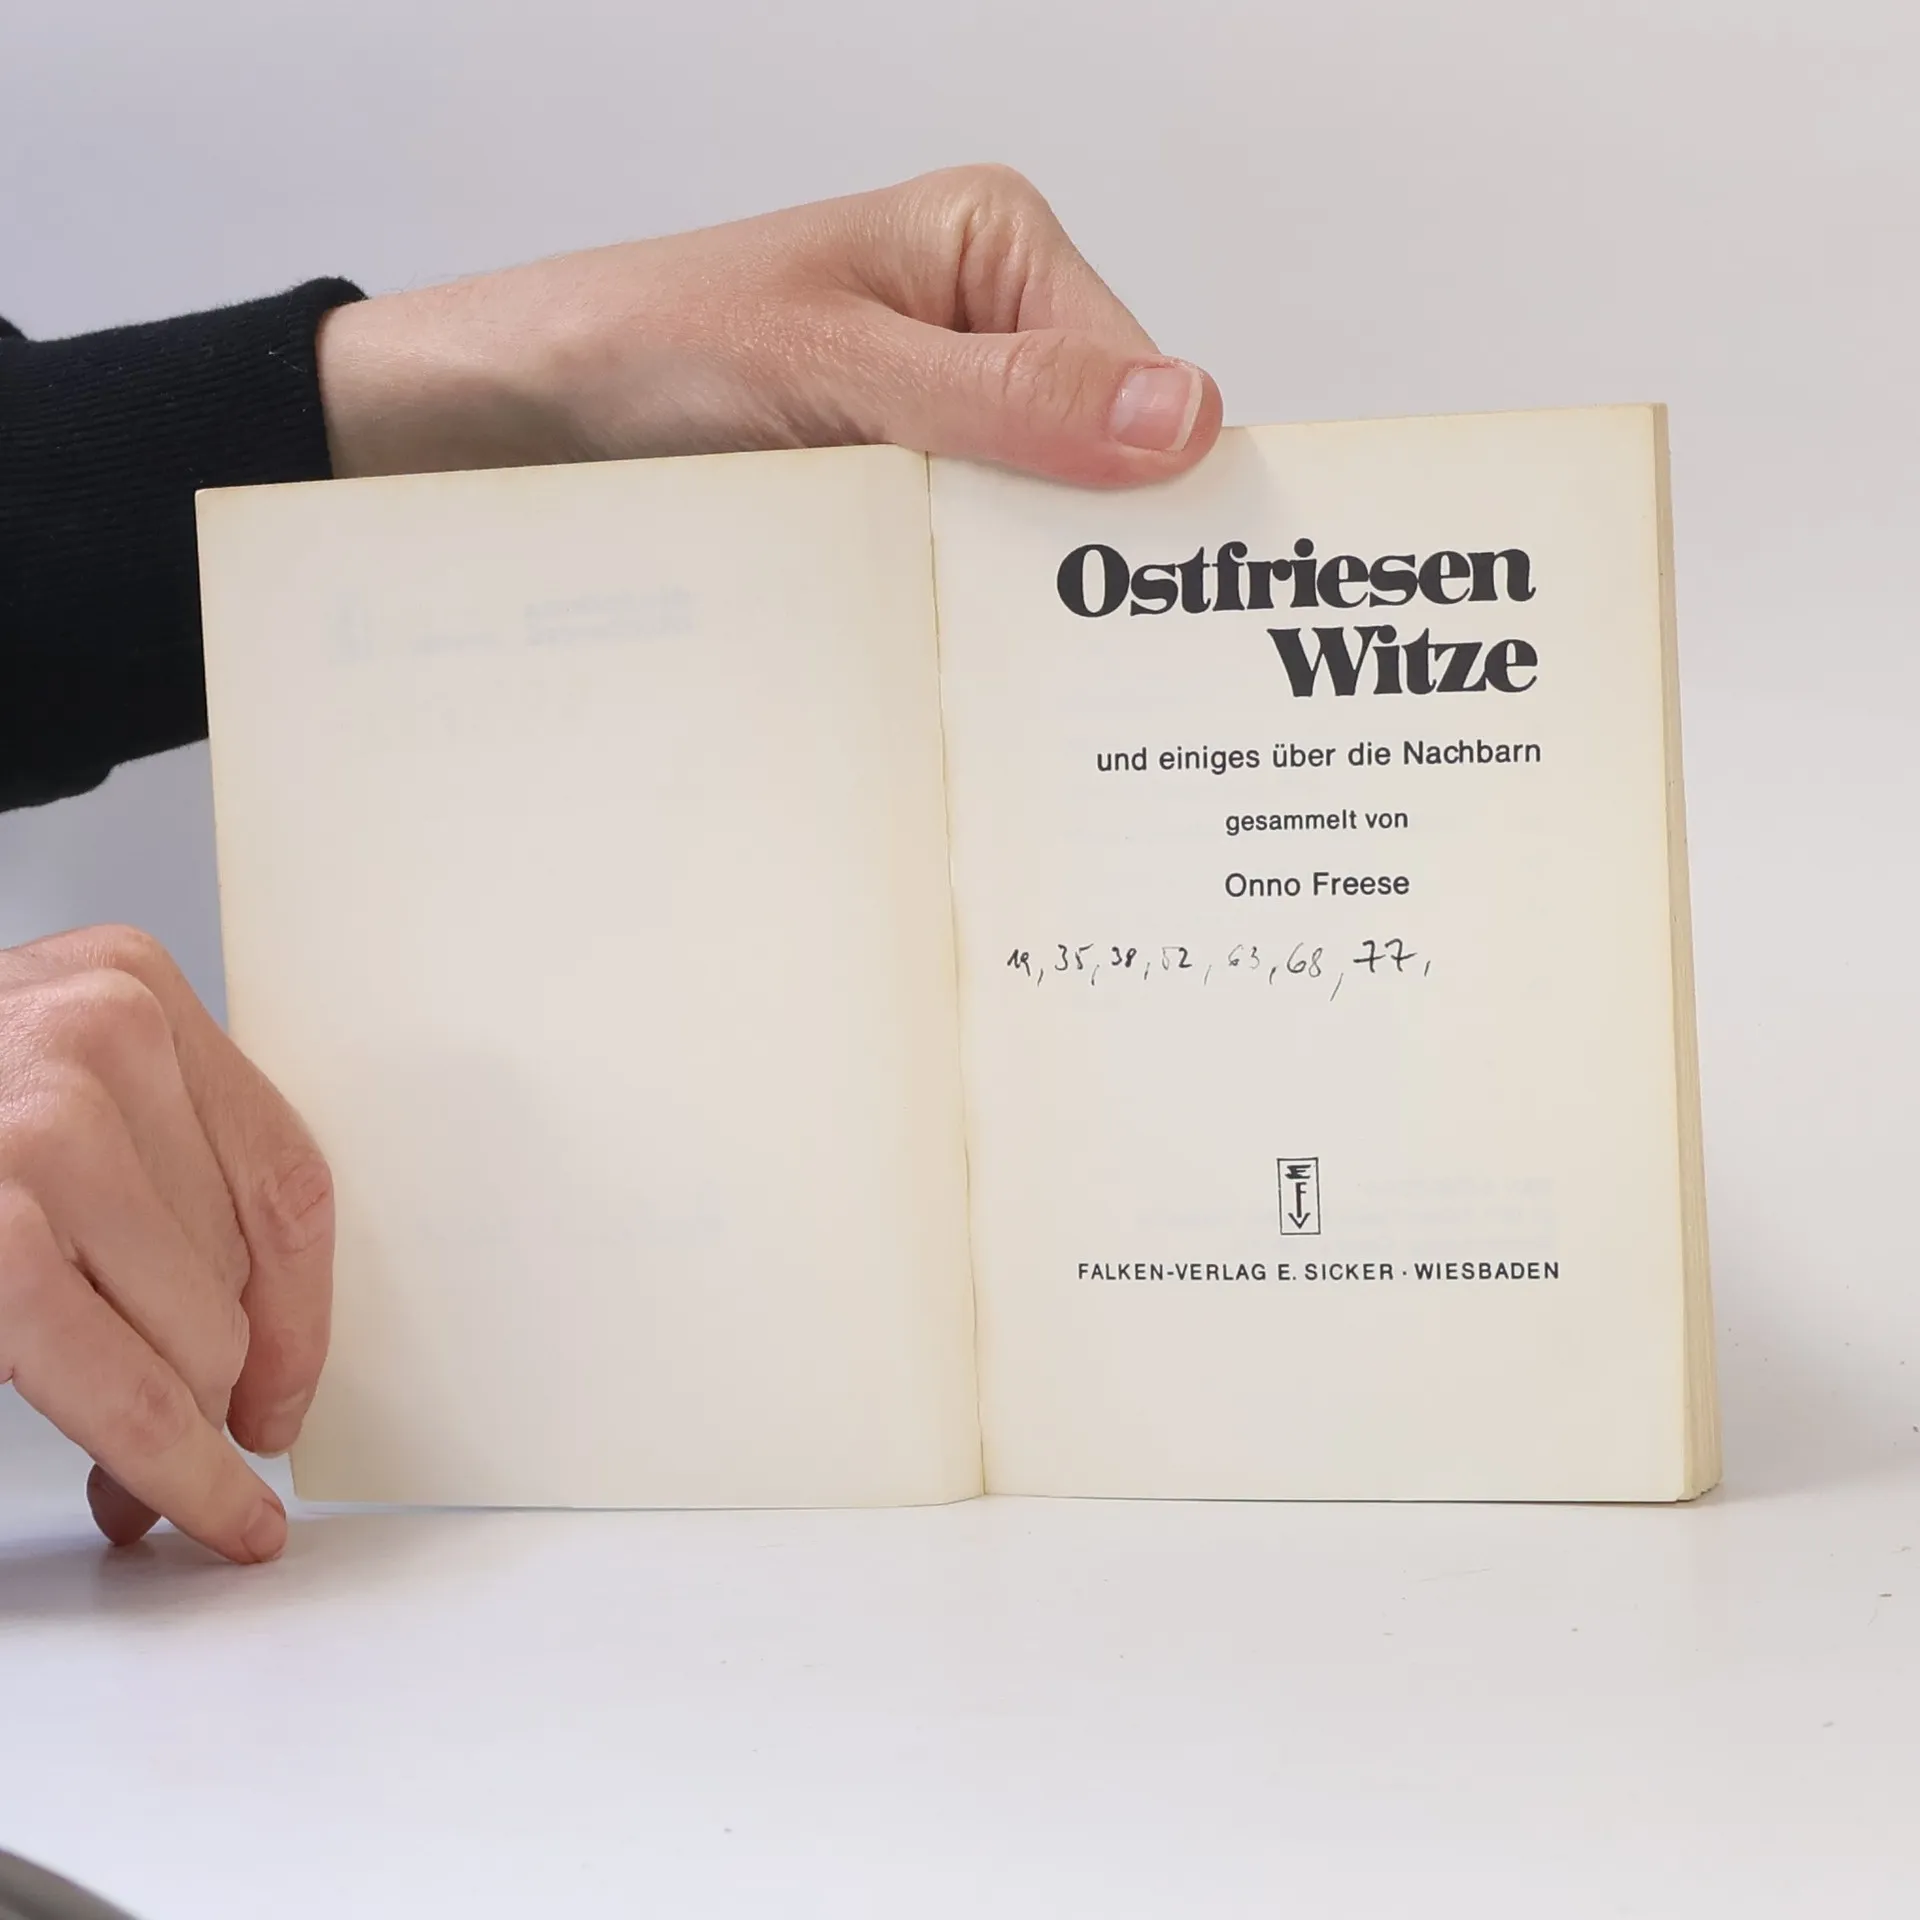 Ostfriesen
Witze
und einiges über die Nachbarn
gesammelt von
Onno Freese
19, 35, 38, 52, 63, 68, 77,
FALKEN-VERLAG E. SICKER · WIESBADEN